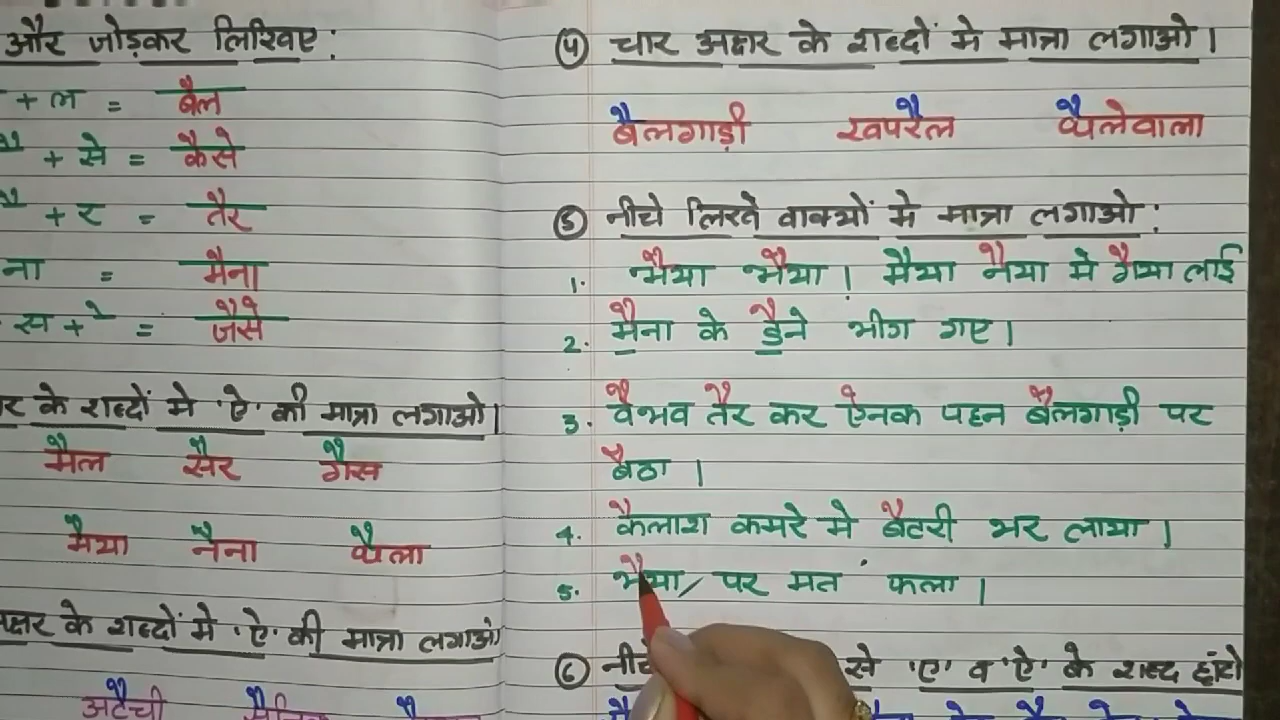 और जोड़कर लिखिए :
+ ल = बैल
+ से = कैसे
+ र = तैर
ना = मैना
स + े = जैसे
र के शब्दों मे 'ऐ' की मात्रा लगाओ।
मैल सैर गैस
मैया नैना थैला
क्षर के शब्दों मे 'ऐ' की मात्रा लगाओ
अटैची
④ चार अक्षर के शब्दों मे मात्रा लगाओ।
बैलगाड़ी खपरैल थैलेवाला
⑤ नीचे लिखे वाक्यों मे मात्रा लगाओ :
1. भैया भैया। मैया नैया मे गैया लाई
2. मैना के डैने भीग गए।
3. वैभव तैर कर ऐनक पहन बैलगाड़ी पर
बैठा।
4. कैलाश कमरे मे बैटरी भर लाया।
5. भैया, पर मत फला।
⑥ नीचे से 'ए' व 'ऐ' के शब्द छांटो